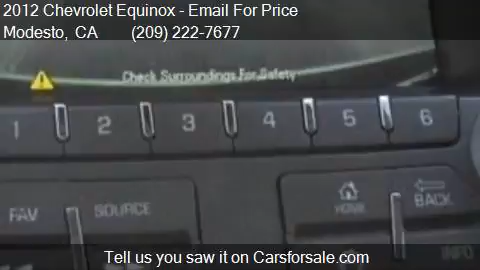 2012 Chevrolet Equinox - Email For Price
Modesto, CA (209) 222-7677
Check Surroundings For Safety
1 2 3 4 5 6
FAV SOURCE HOME BACK
INFO
Tell us you saw it on Carsforsale.com